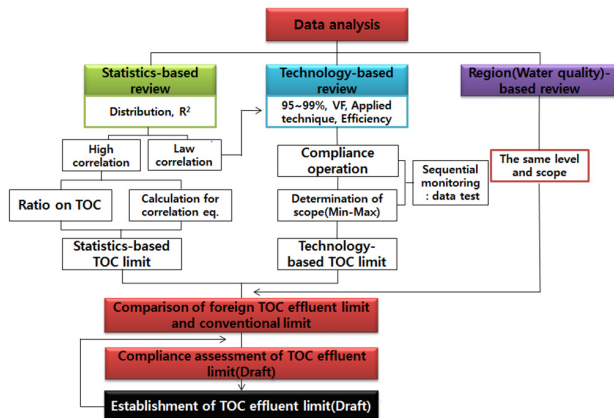 Data analysis
Statistics-based
review
Distribution, R²
Technology-based
review
95~99%, VF, Applied
technique, Efficiency
Region(Water quality)-
based review
High
correlation
Law
correlation
Compliance
operation
Sequential
monitoring
: data test
The same level
and scope
Ratio on TOC
Calculation for
correlation eq.
Determination of
scope(Min-Max)
Statistics-based
TOC limit
Technology-
based TOC limit
Comparison of foreign TOC effluent limit
and conventional limit
Compliance assessment of TOC effluent
limit(Draft)
Establishment of TOC effluent limit(Draft)